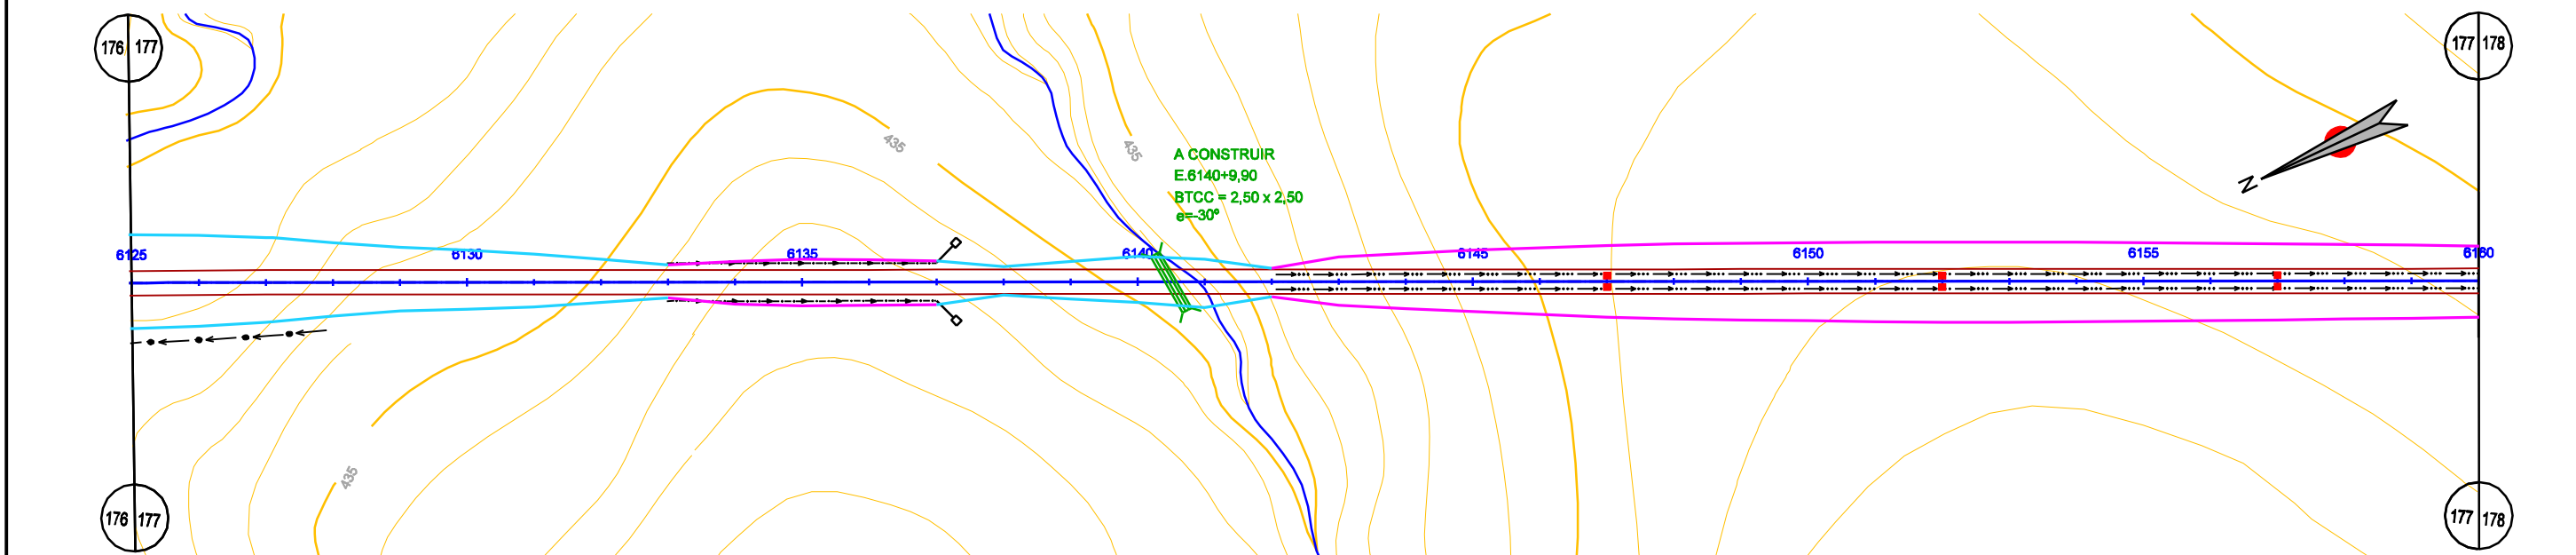 176 177
177 178
435
435
A CONSTRUIR
E.6140+9,90
BTCC = 2,50 x 2,50
e=-30º
N
6125 6130 6135 6140 6145 6150 6155 6160
435
176 177
177 178